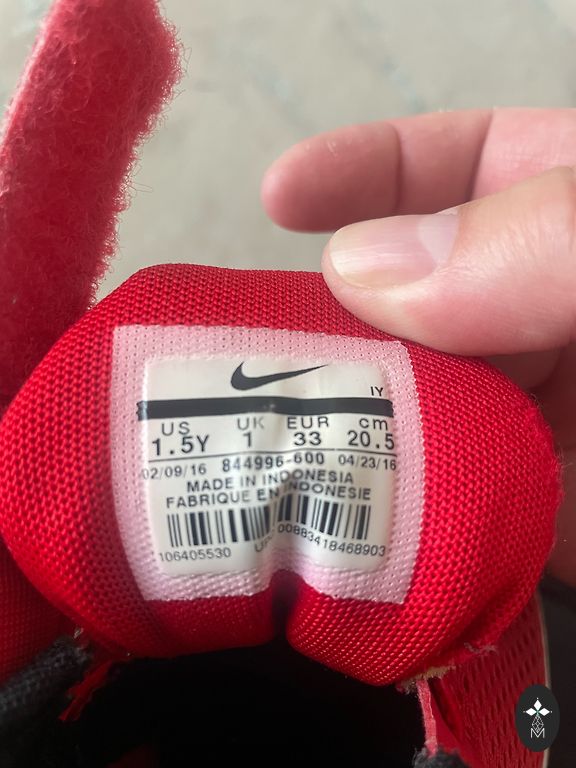 IY
US UK EUR cm
1.5Y 1 33 20.5
02/09/16 844996-600 04/23/16
MADE IN INDONESIA
FABRIQUE EN INDONESIE
106405530 UPC 00883418468903
M